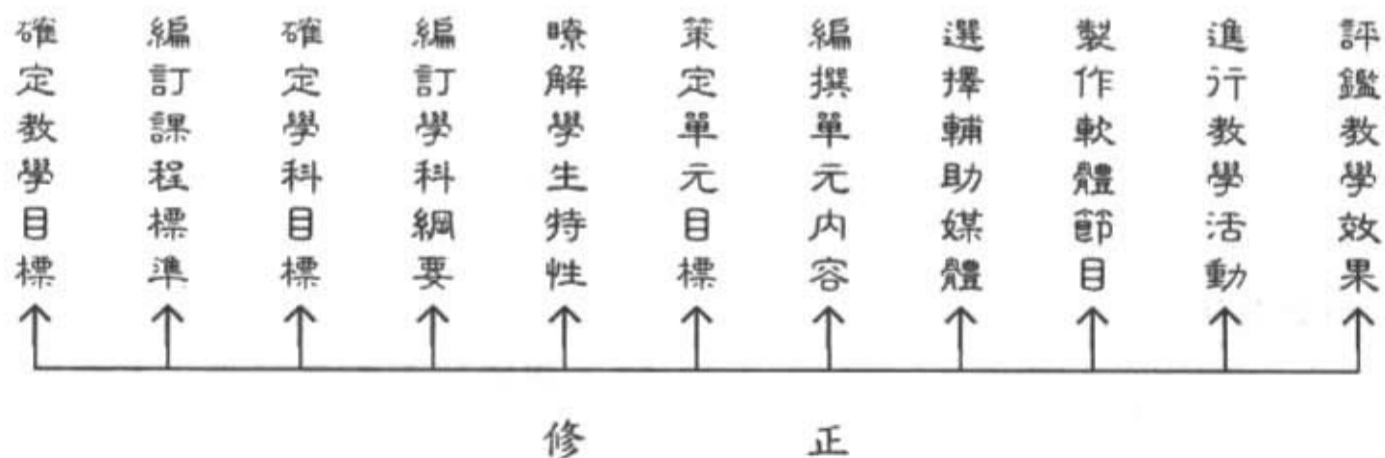 確定教學目標
編訂課程標準
確定學科目標
編訂學科綱要
暸解學生特性
策定單元目標
編撰單元內容
選擇輔助媒體
製作軟體節目
進行教學活動
評鑑教學效果
修正